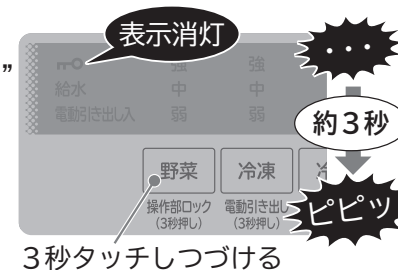 表示消灯
”
強 強
給水 中 中
電動引き出し入 弱 弱
・・・
約3秒
ピピッ
野菜 冷凍
操作部ロック
(3秒押し)
電動引き出し
(3秒押し)
3秒タッチしつづける